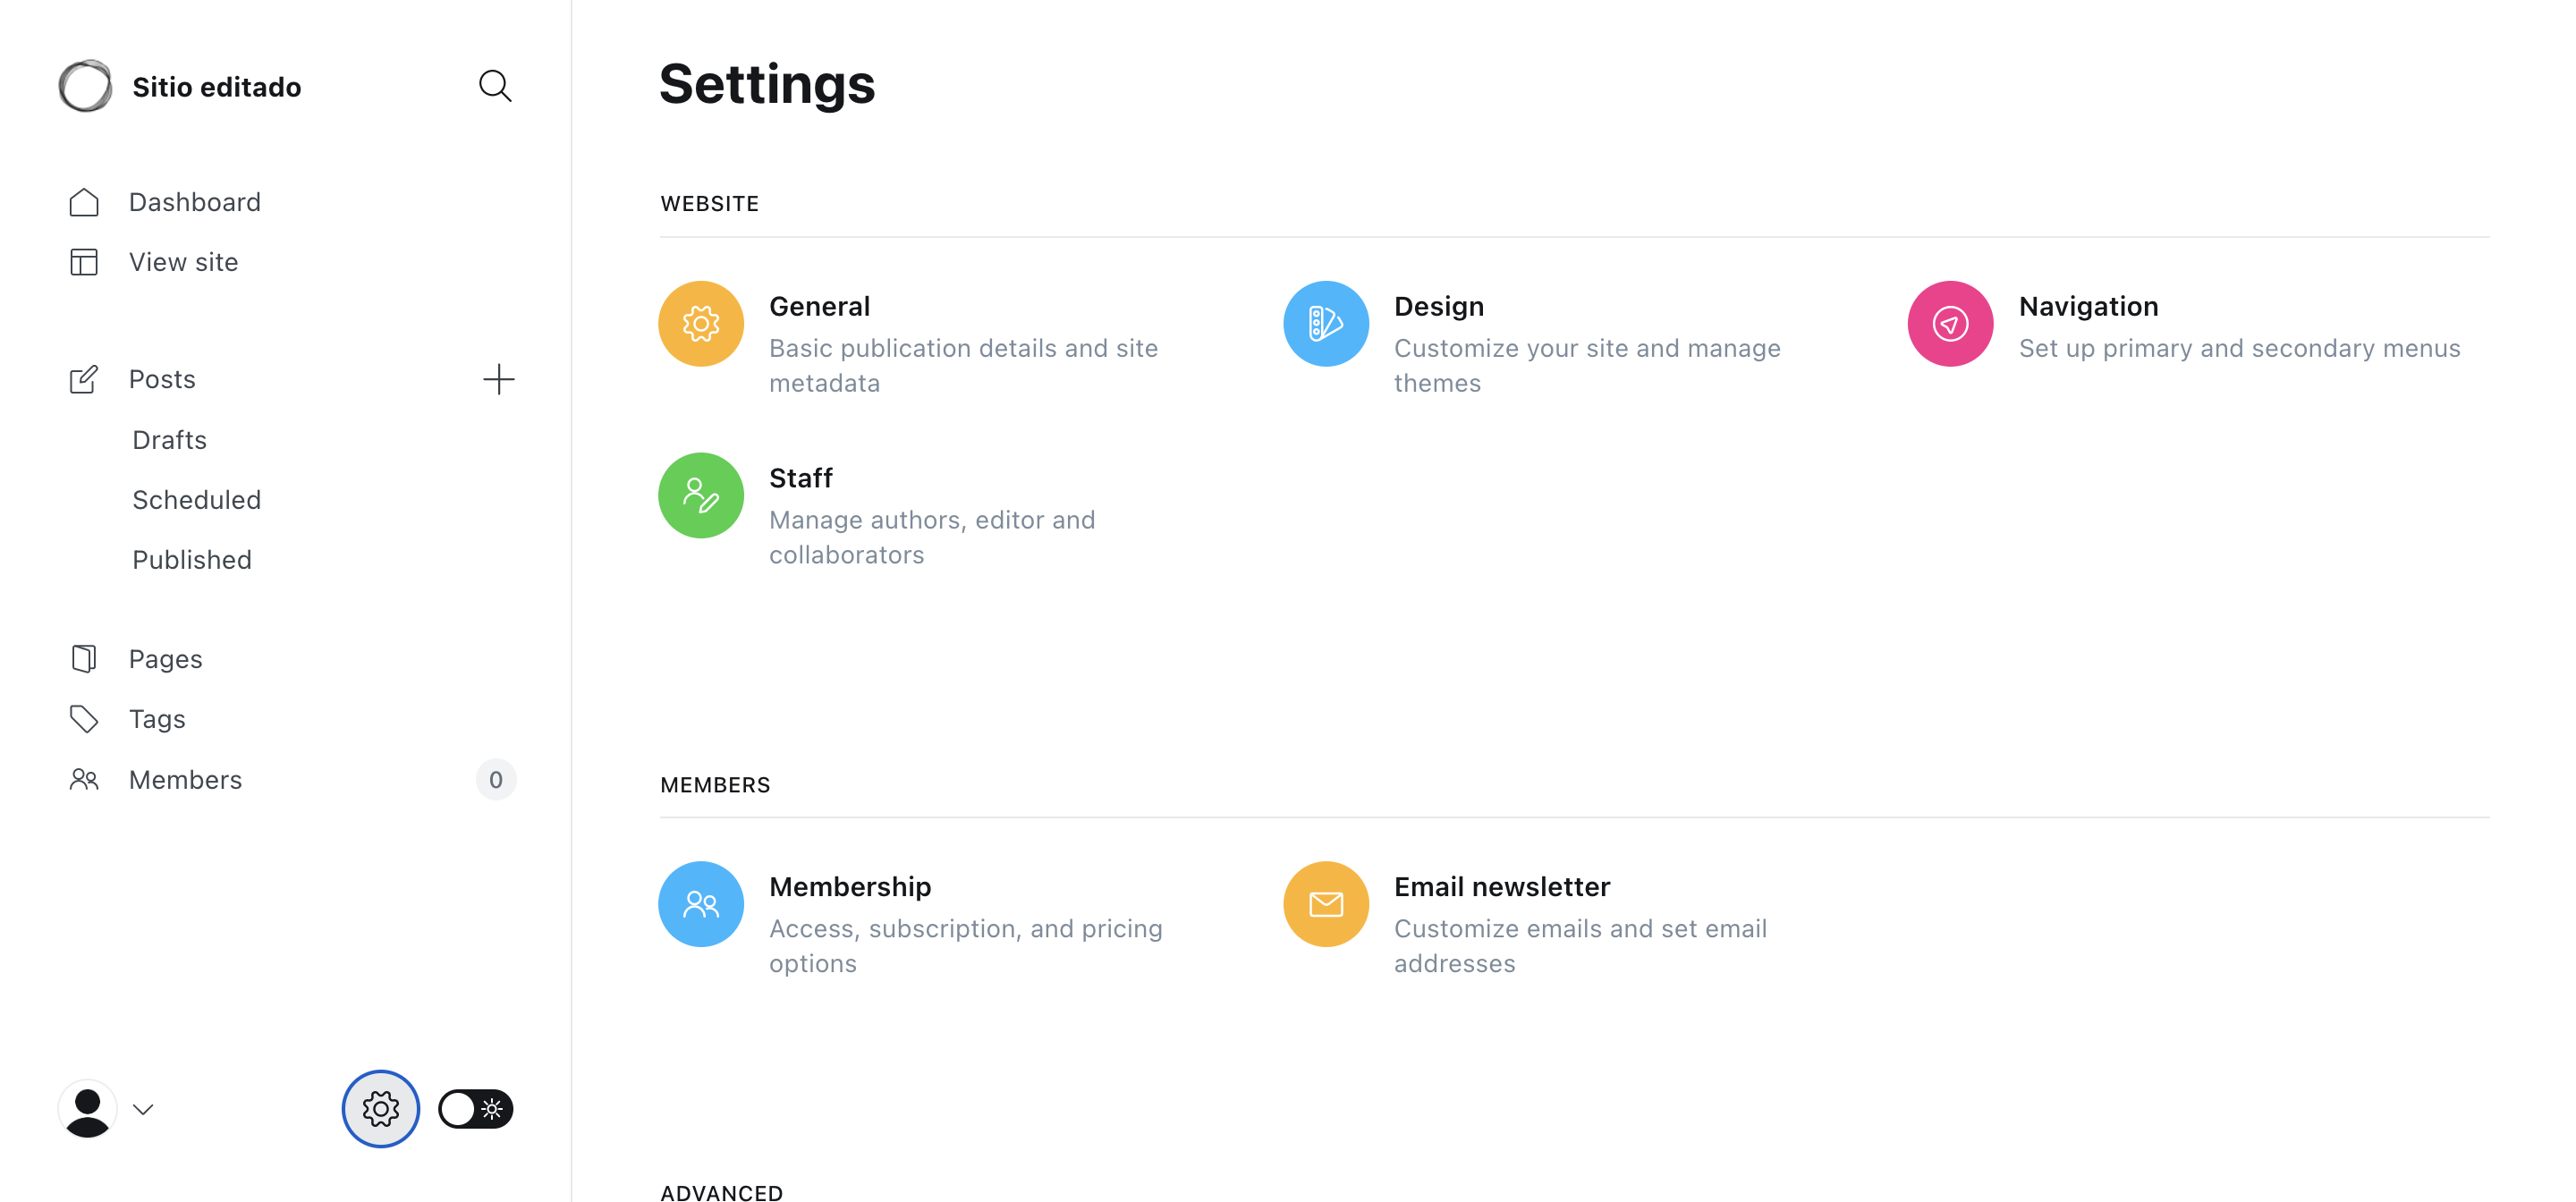 Sitio editado
Dashboard
View site
Posts
Drafts
Scheduled
Published
Pages
Tags
Members
0
Settings
WEBSITE
General
Basic publication details and site
metadata
Design
Customize your site and manage
themes
Navigation
Set up primary and secondary menus
Staff
Manage authors, editor and
collaborators
MEMBERS
Membership
Access, subscription, and pricing
options
Email newsletter
Customize emails and set email
addresses
ADVANCED